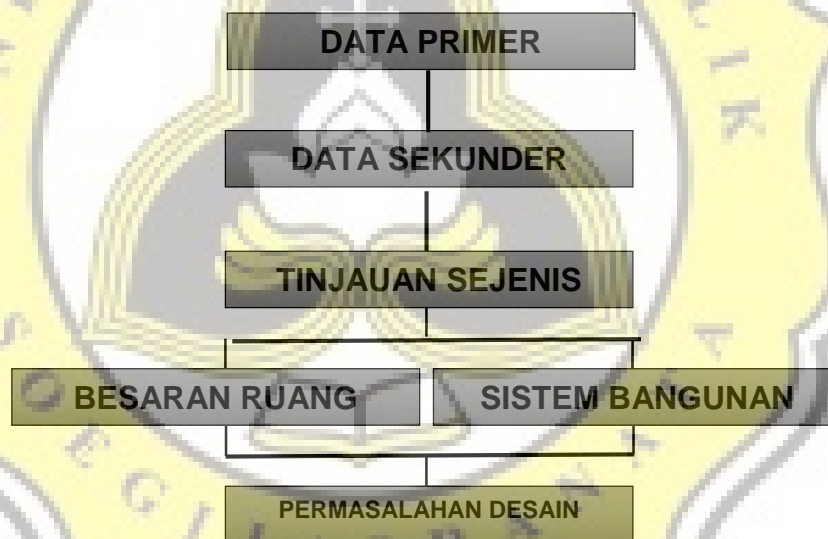 DATA PRIMER
DATA SEKUNDER
TINJAUAN SEJENIS
BESARAN RUANG
SISTEM BANGUNAN
PERMASALAHAN DESAIN